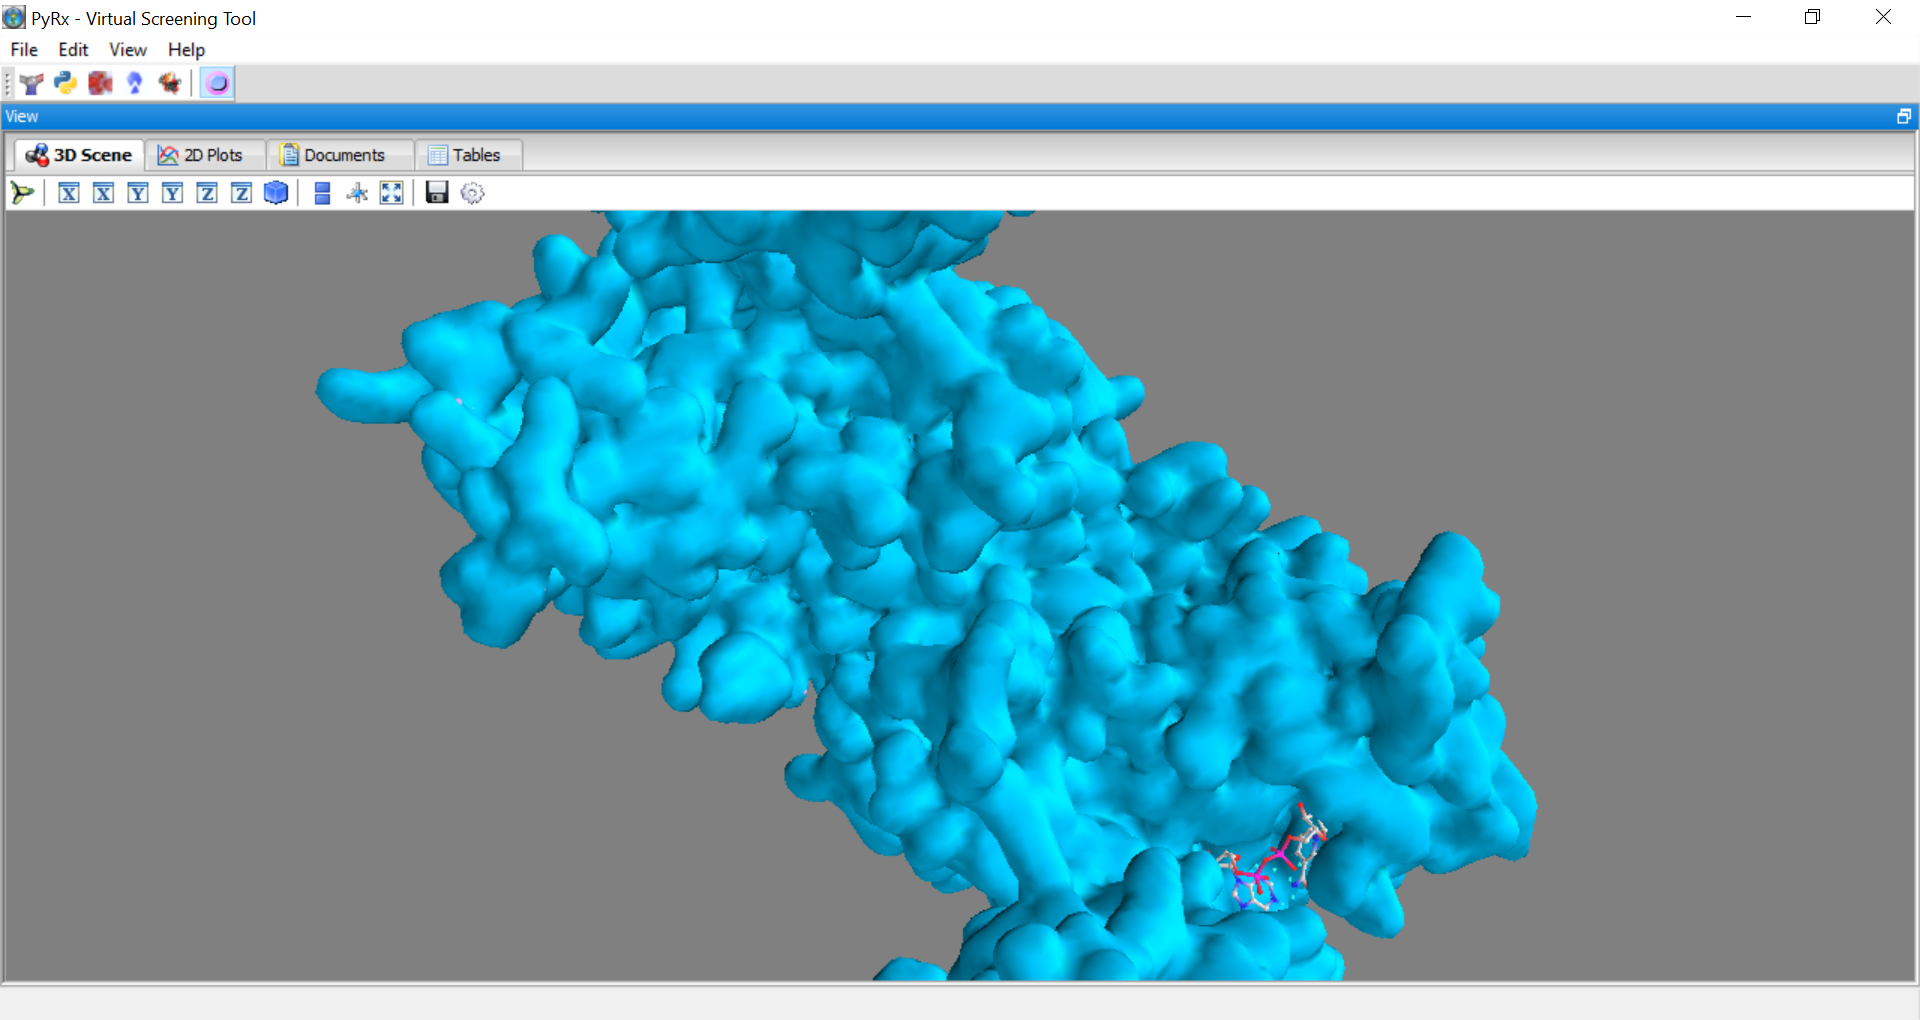 PyRx - Virtual Screening Tool
File Edit View Help
View
3D Scene 2D Plots Documents Tables
X X Y Y Z Z